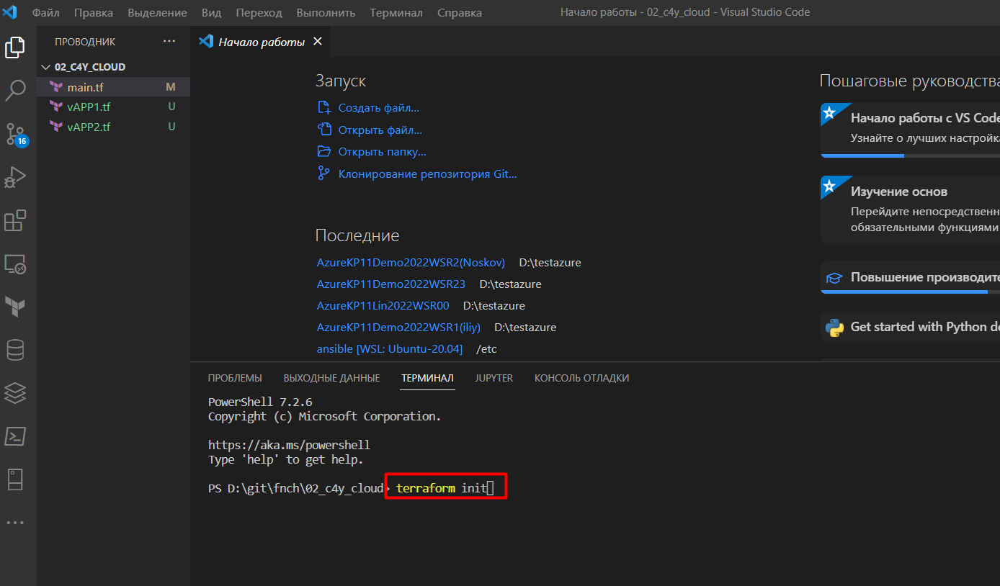 Файл Правка Выделение Вид Переход Выполнить Терминал Справка Начало работы - 02_c4y_cloud - Visual Studio Code
ПРОВОДНИК ···
Начало работы
02_C4Y_CLOUD
main.tf M
vAPP1.tf U
vAPP2.tf U
16
Запуск
Создать файл...
Открыть файл...
Открыть папку...
Клонирование репозитория Git...
Последние
AzureKP11Demo2022WSR2(Noskov) D:\testazure
AzureKP11Demo2022WSR23 D:\testazure
AzureKP11Lin2022WSR00 D:\testazure
AzureKP11Demo2022WSR1(iliy) D:\testazure
ansible [WSL: Ubuntu-20.04] /etc
Пошаговые руководства
Начало работы с VS Code
Узнайте о лучших настройка
Изучение основ
Перейдите непосредственн
обязательными функциями
Повышение производите
Get started with Python de
ПРОБЛЕМЫ ВЫХОДНЫЕ ДАННЫЕ ТЕРМИНАЛ JUPYTER КОНСОЛЬ ОТЛАДКИ
PowerShell 7.2.6
Copyright (c) Microsoft Corporation.
https://aka.ms/powershell
Type 'help' to get help.
PS D:\git\fnch\02_c4y_cloud> terraform init